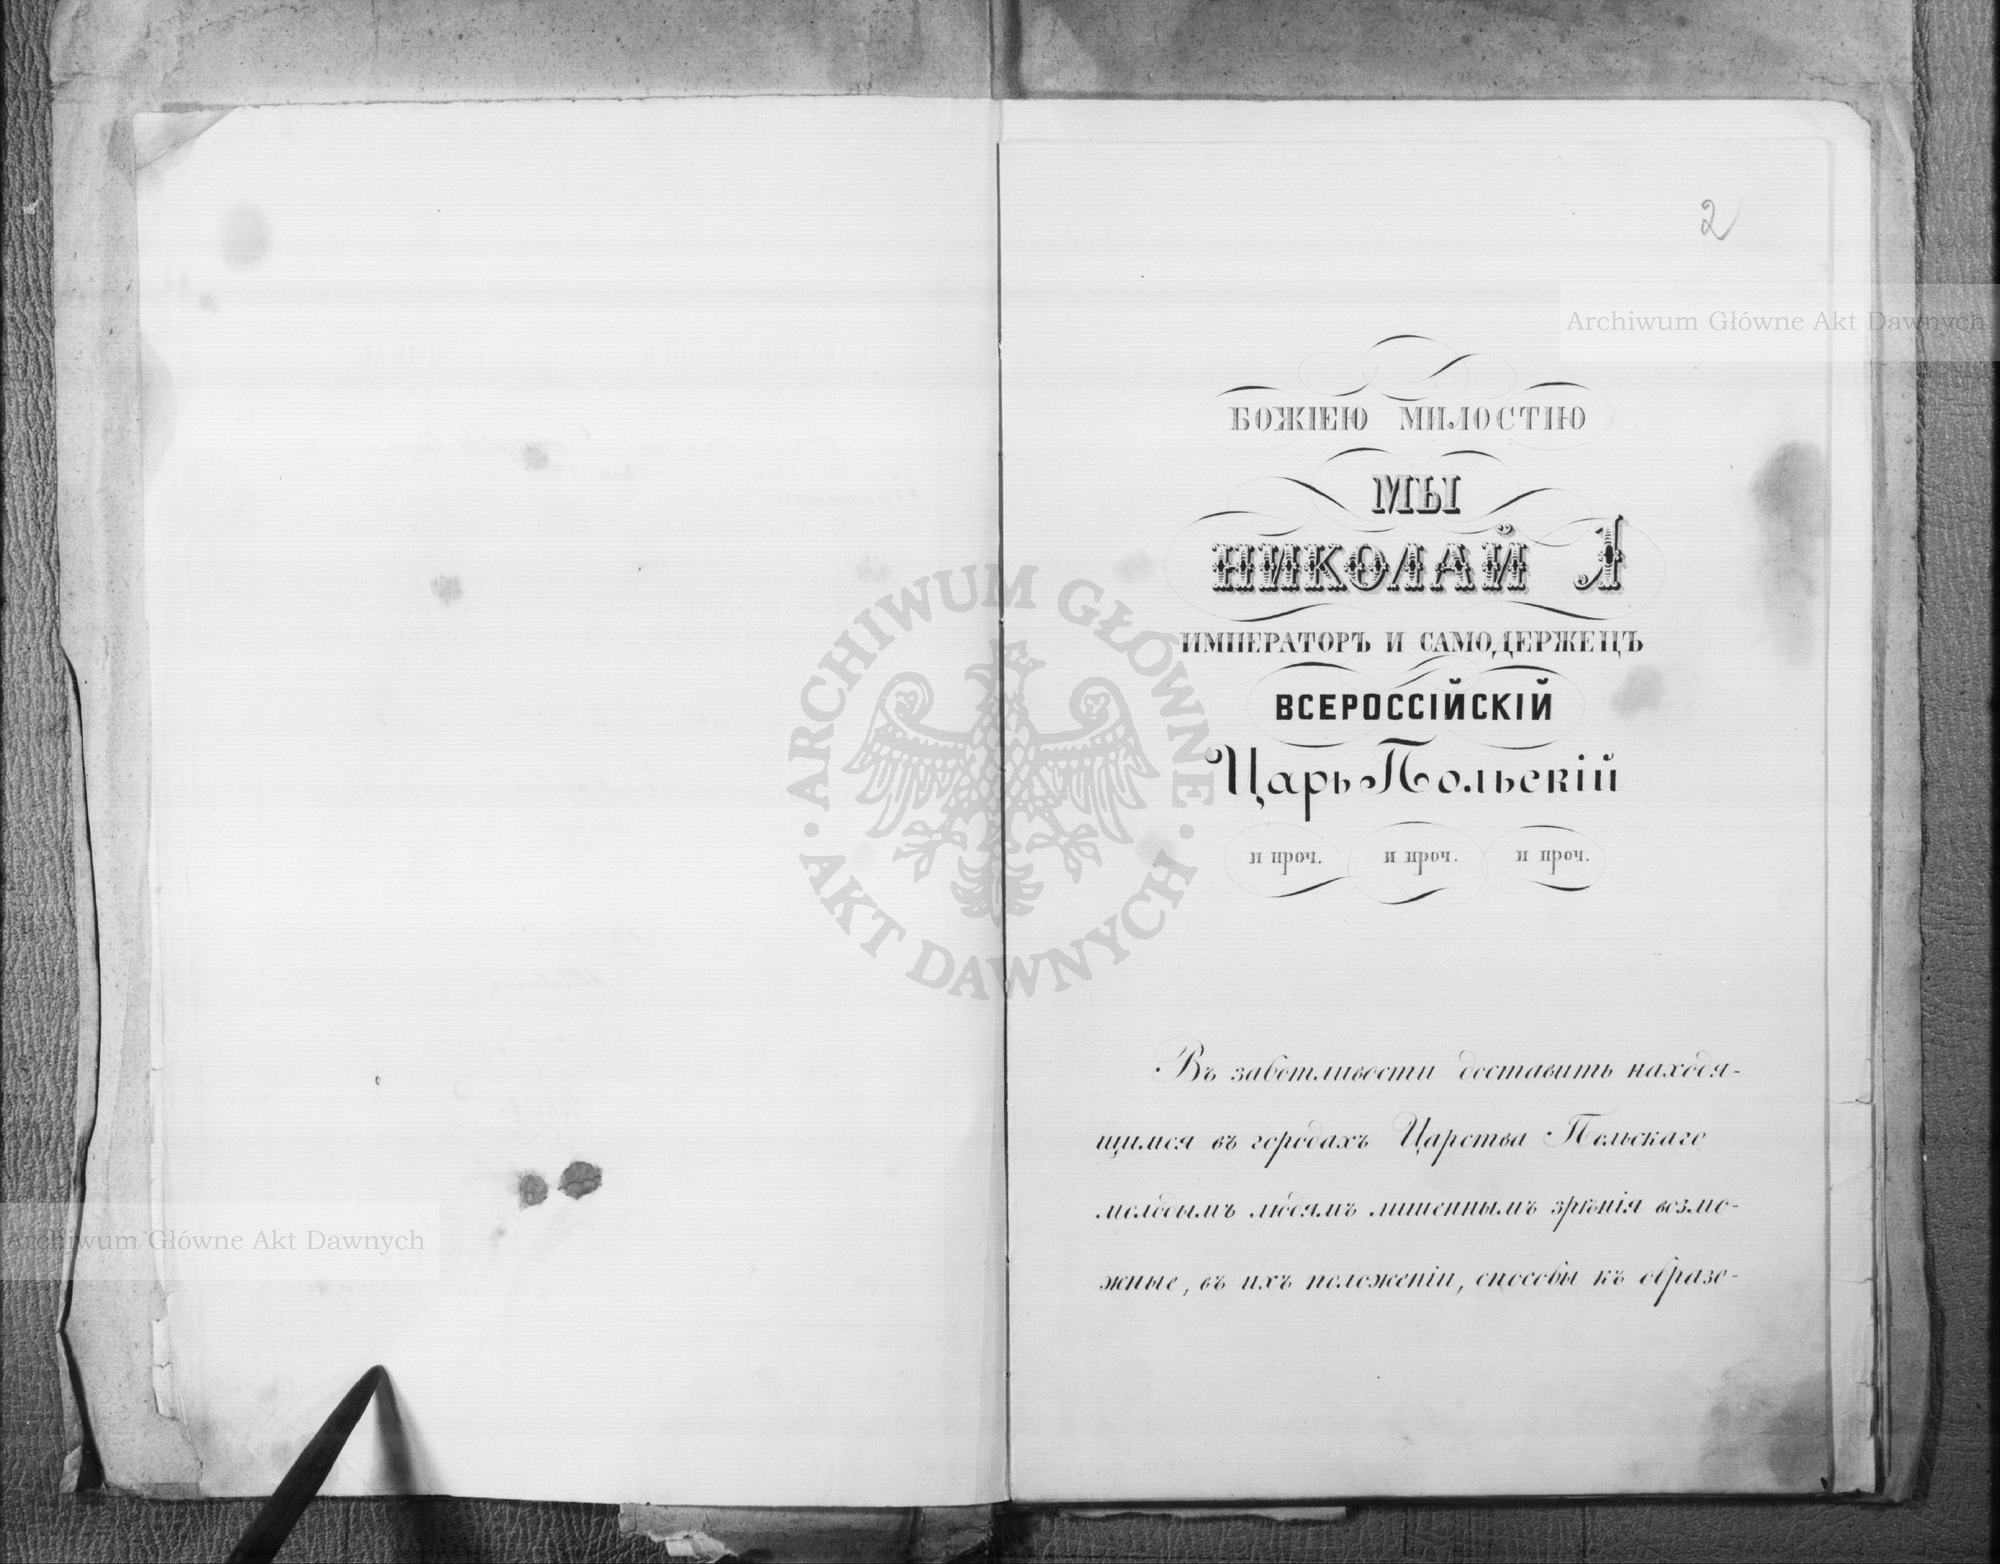 2
Archiwum Główne Akt Dawnych
БОЖІЕЮ МИЛОСТІЮ
МЫ
НИКОЛАЙ I
ИМПЕРАТОРЪ И САМОДЕРЖЕЦЪ
ВСЕРОССІЙСКІЙ
Царь Польскій
и проч. и проч. и проч.
ARCHIWUM GŁÓWNE
· AKT DAWNYCH ·
Въ заботливости доставить находя-
щимся въ городахъ Царства Польскаго
молодымъ людямъ лишеннымъ зрѣнія возмо-
жные, въ ихъ положеніи, способы къ образо-
Archiwum Główne Akt Dawnych